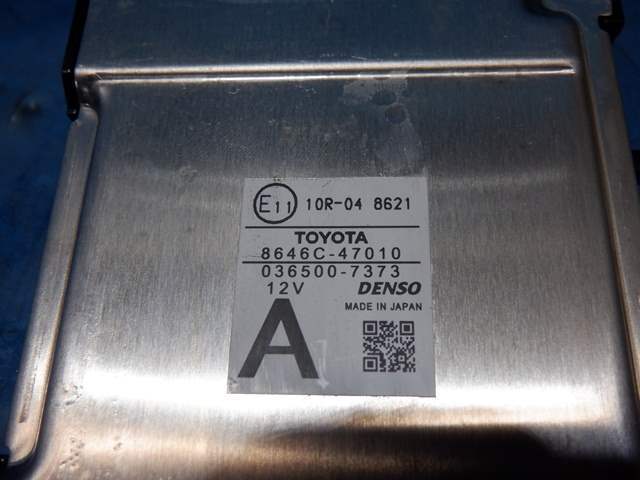 E11 10R-04 8621
TOYOTA
8646C-47010
036500-7373
12V DENSO
MADE IN JAPAN
A